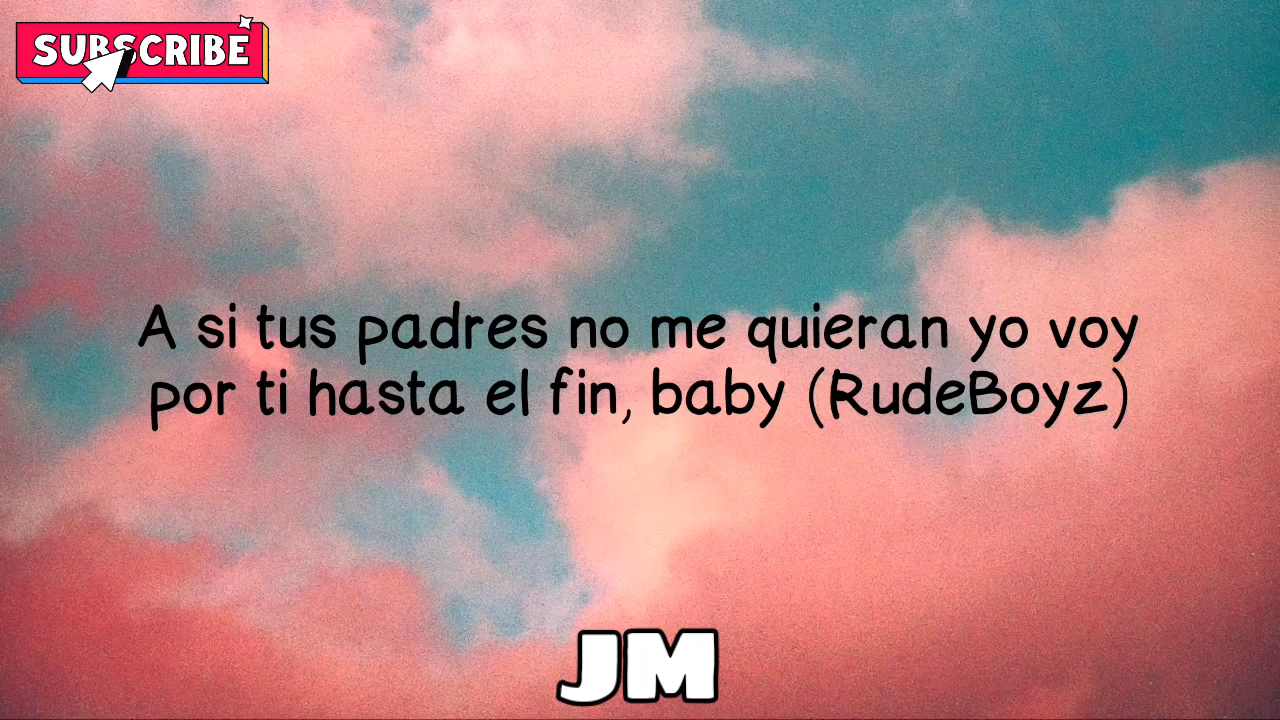 SUBSCRIBE
A si tus padres no me quieran yo voy
por ti hasta el fin, baby (RudeBoyz)
JM